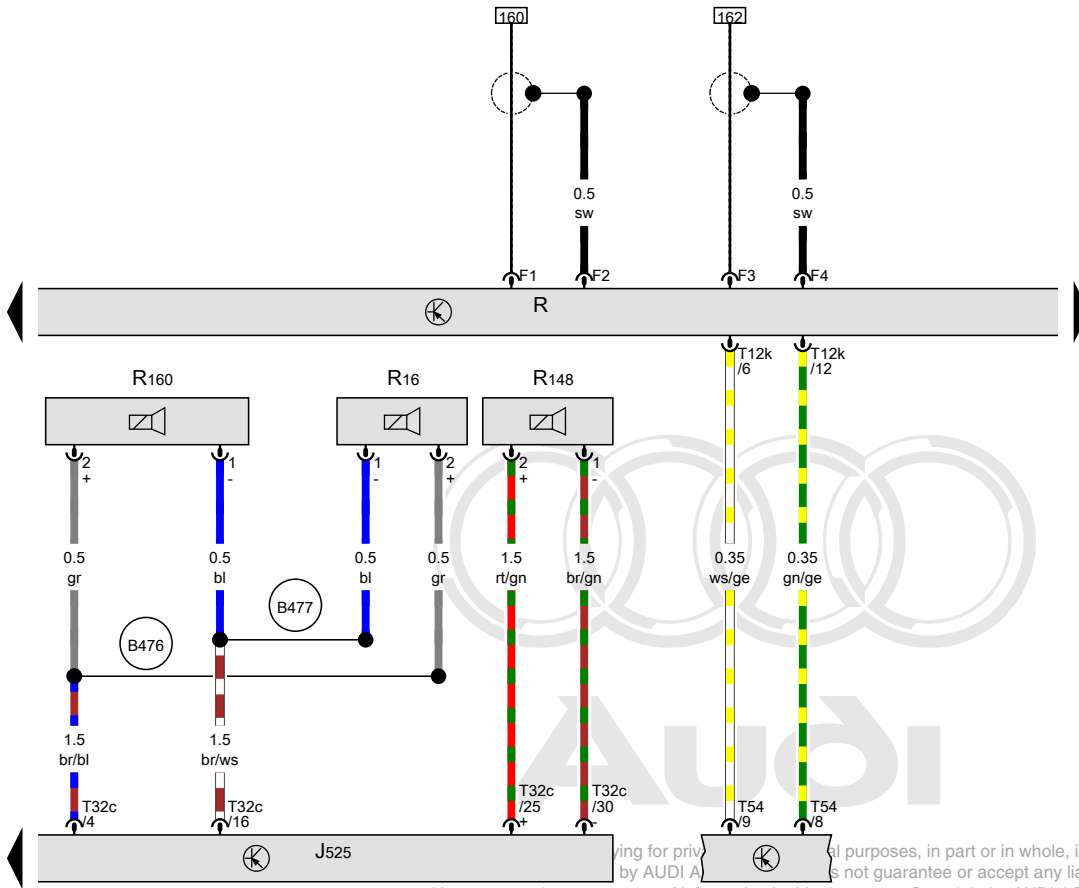 160 162
0.5 0.5
sw sw
F1 F2 F3 F4
R
T12k T12k
/6 /12
R160 R16 R148
2 1 1 2 2 1
+ - - + + -
0.5 0.5 0.5 0.5 1.5 1.5 0.35 0.35
gr bl bl gr rt/gn br/gn ws/ge gn/ge
B477
B476
Audi
1.5 1.5
br/bl br/ws
T32c T32c T32c T32c T54 T54
/4 /16 /25 /30 /9 /8
+ -
J525
ying for priv al purposes, in part or in whole, i
by AUDI A s not guarantee or accept any lia